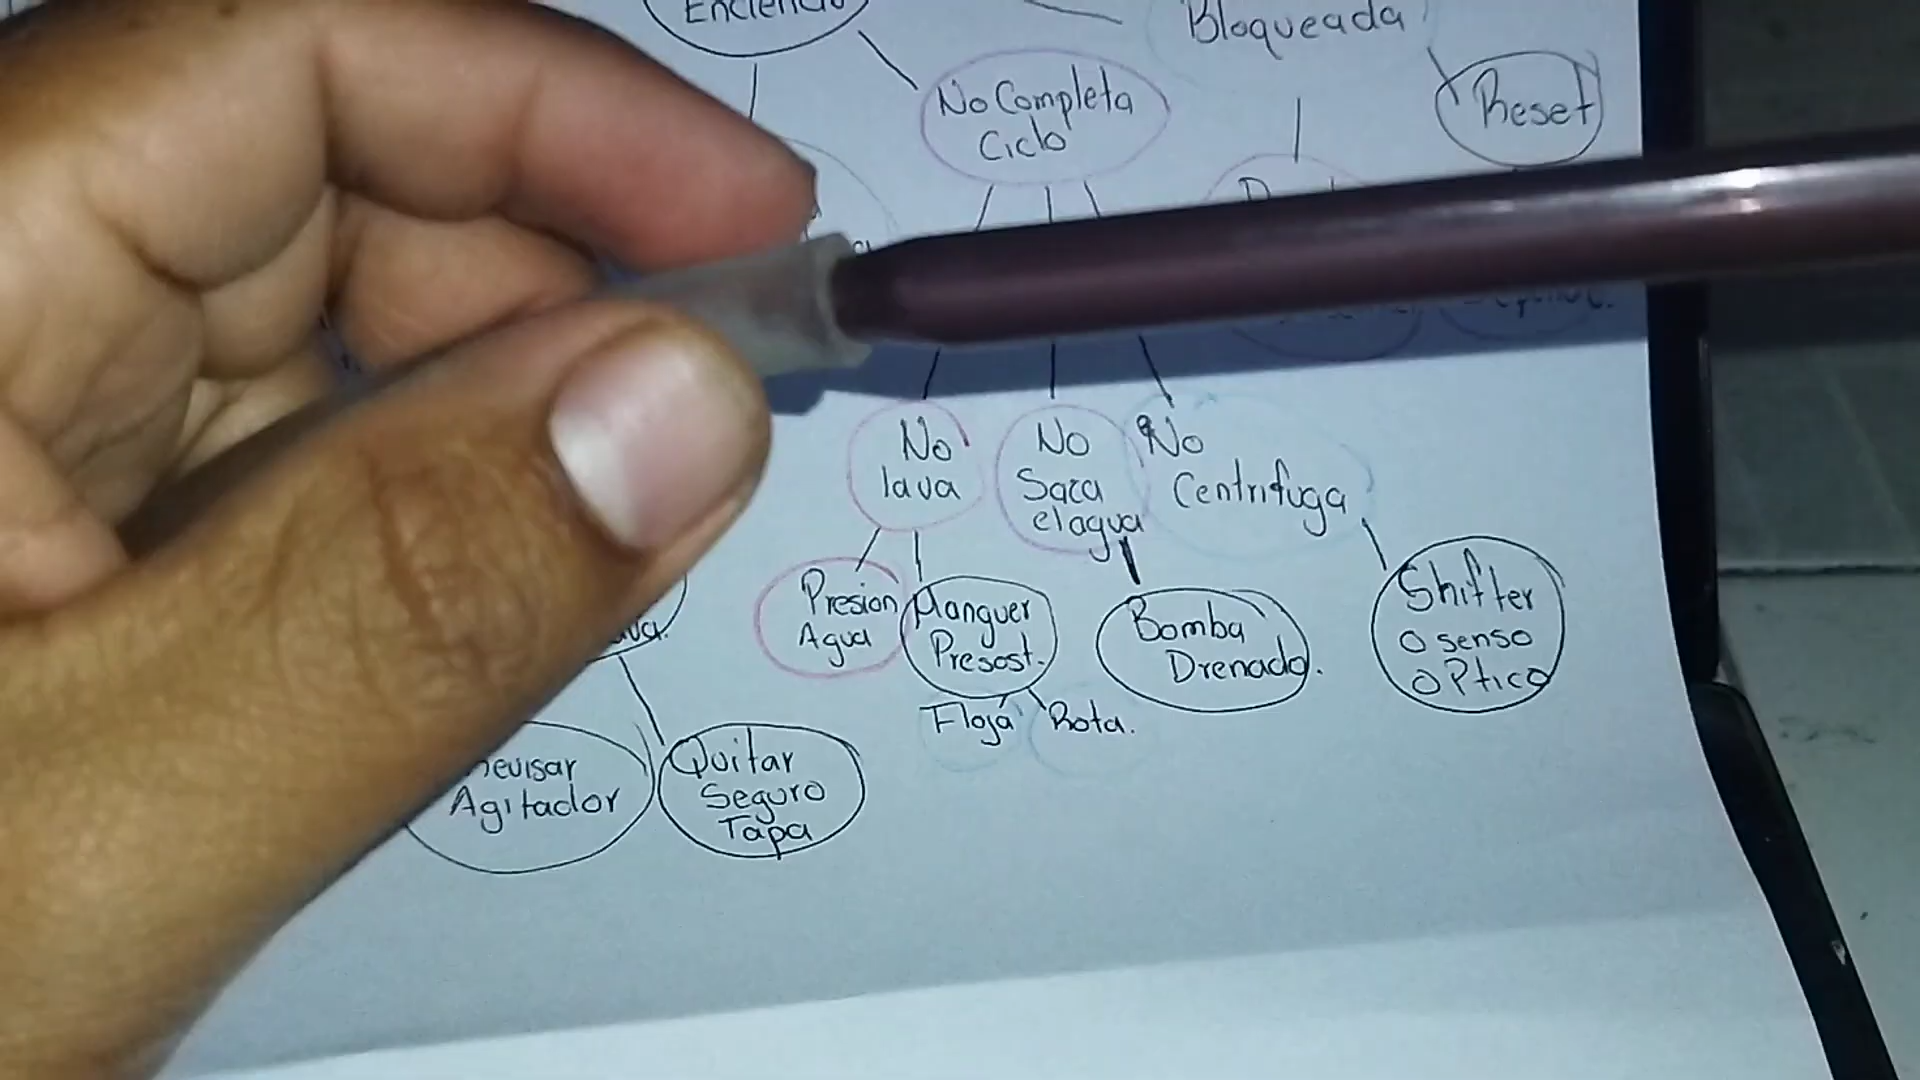 Bloqueada
No Completa
Ciclo
Reset
No
lava
No
Saca
el agua
No
Centrifuga
Presion
Agua
Manguer
Presost.
Floja
Rota.
Bomba
Drenado.
Shifter
o senso
optico
Agitador
Quitar
Seguro
Tapa